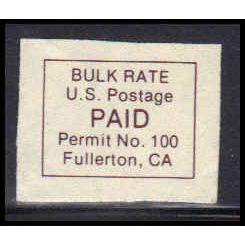 BULK RATE
U.S. Postage
PAID
Permit No. 100
Fullerton, CA